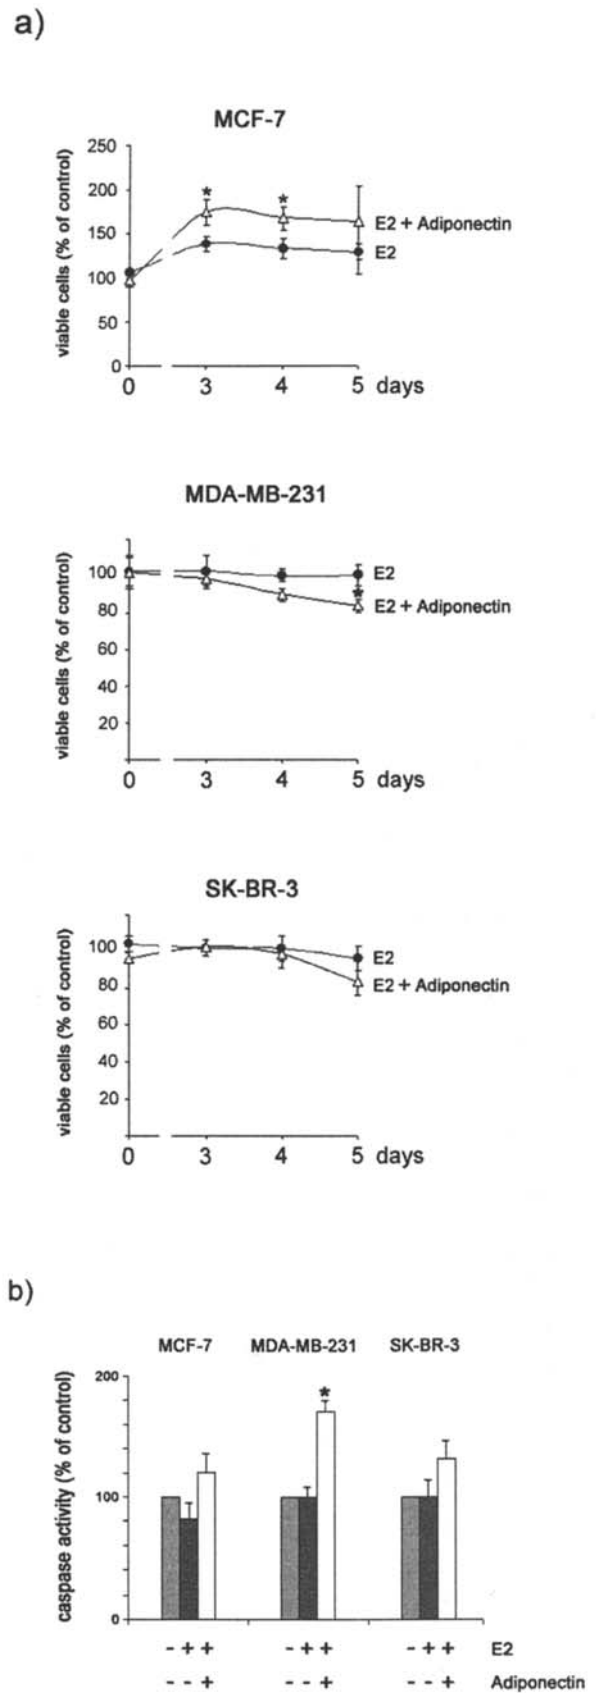 a)
MCF-7
viable cells (% of control)
250
200
150
100
50
0
* *
E2 + Adiponectin
E2
0 3 4 5 days
MDA-MB-231
viable cells (% of control)
100
80
60
40
20
E2
*
E2 + Adiponectin
0 3 4 5 days
SK-BR-3
viable cells (% of control)
100
80
60
40
20
E2
E2 + Adiponectin
0 3 4 5 days
b)
MCF-7 MDA-MB-231 SK-BR-3
caspase activity (% of control)
200
100
0
*
- + + - + + - + + E2
- - + - - + - - + Adiponectin